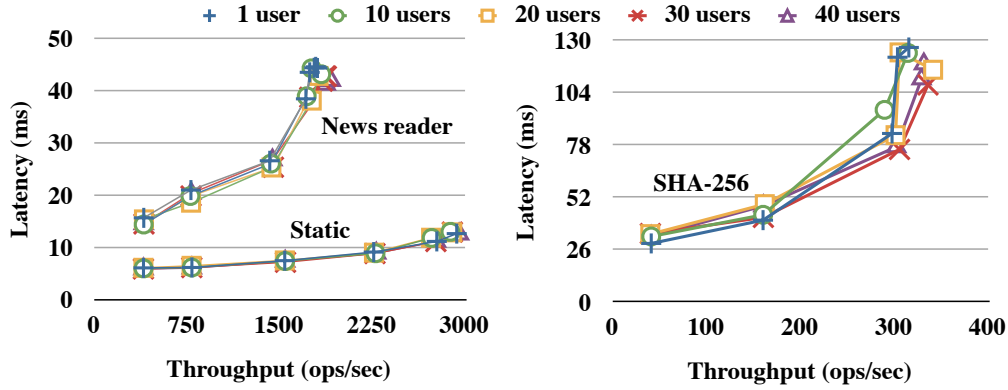 1 user 10 users 20 users 30 users 40 users
Latency (ms)
50
40
30
20
10
0
News reader
Static
0 750 1500 2250 3000
Throughput (ops/sec)
Latency (ms)
130
104
78
52
26
0
SHA-256
0 100 200 300 400
Throughput (ops/sec)